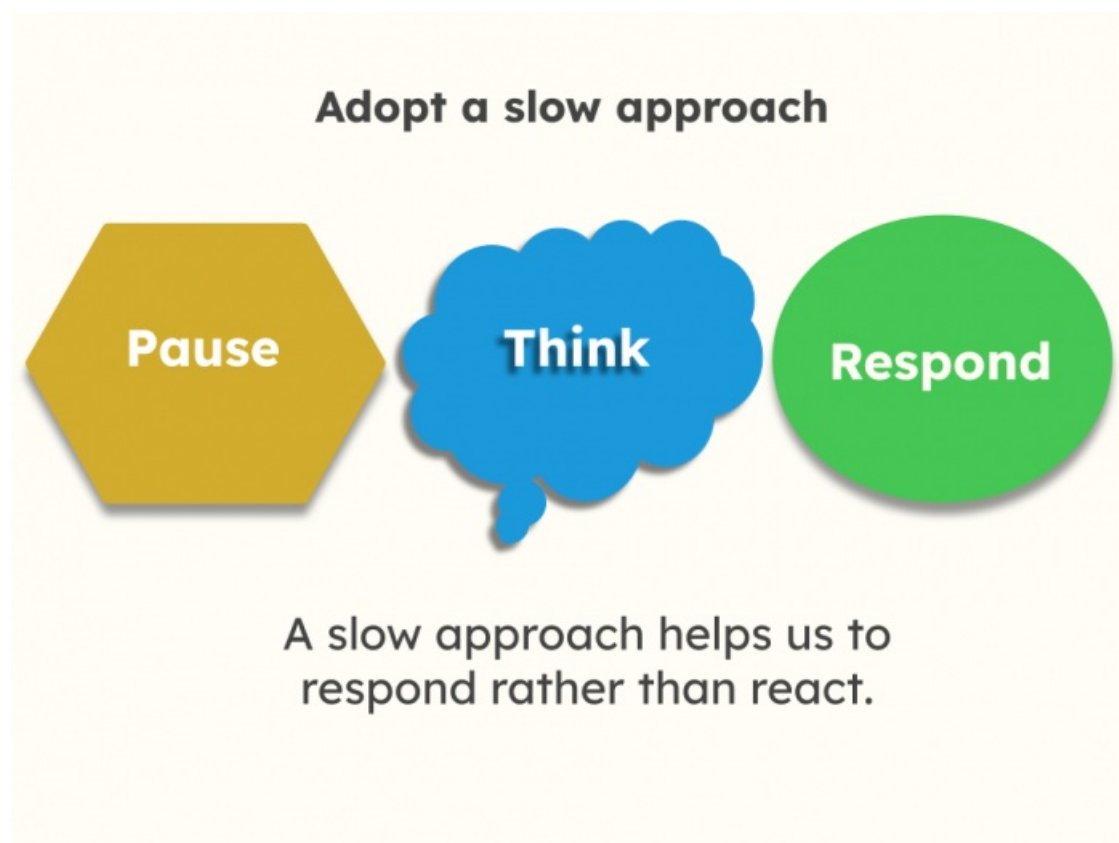 Adopt a slow approach
Pause
Think
Respond
A slow approach helps us to
respond rather than react.